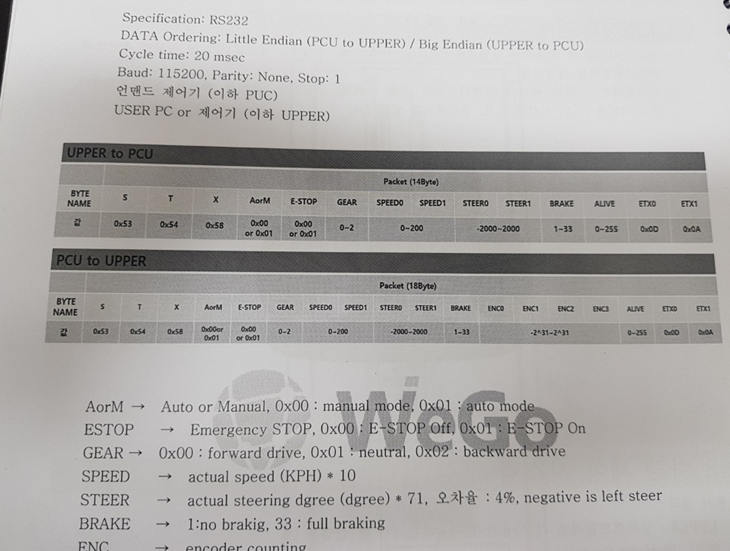 Specification: RS232
DATA Ordering: Little Endian (PCU to UPPER) / Big Endian (UPPER to PCU)
Cycle time: 20 msec
Baud: 115200, Parity: None, Stop: 1
언맨드 제어기 (이하 PUC)
USER PC or 제어기 (이하 UPPER)
UPPER to PCU
Packet (14Byte)
BYTE NAME S T X AorM E-STOP GEAR SPEED0 SPEED1 STEER0 STEER1 BRAKE ALIVE ETX0 ETX1
값 0x53 0x54 0x58 0x00 or 0x01 0x00 or 0x01 0~2 0~200 -2000~2000 1~33 0~255 0x0D 0x0A
PCU to UPPER
Packet (18Byte)
BYTE NAME S T X AorM E-STOP GEAR SPEED0 SPEED1 STEER0 STEER1 BRAKE ENC0 ENC1 ENC2 ENC3 ALIVE ETX0 ETX1
값 0x53 0x54 0x58 0x00or 0x01 0x00 or 0x01 0~2 0~200 -2000~2000 1~33 -2^31~2^31 0~255 0x0D 0x0A
WeGo
AorM → Auto or Manual, 0x00 : manual mode, 0x01 : auto mode
ESTOP → Emergency STOP, 0x00 : E-STOP Off, 0x01 : E-STOP On
GEAR → 0x00 : forward drive, 0x01 : neutral, 0x02 : backward drive
SPEED → actual speed (KPH) * 10
STEER → actual steering dgree (dgree) * 71, 오차율 : 4%, negative is left steer
BRAKE → 1:no brakig, 33 : full braking
ENC → encoder counting